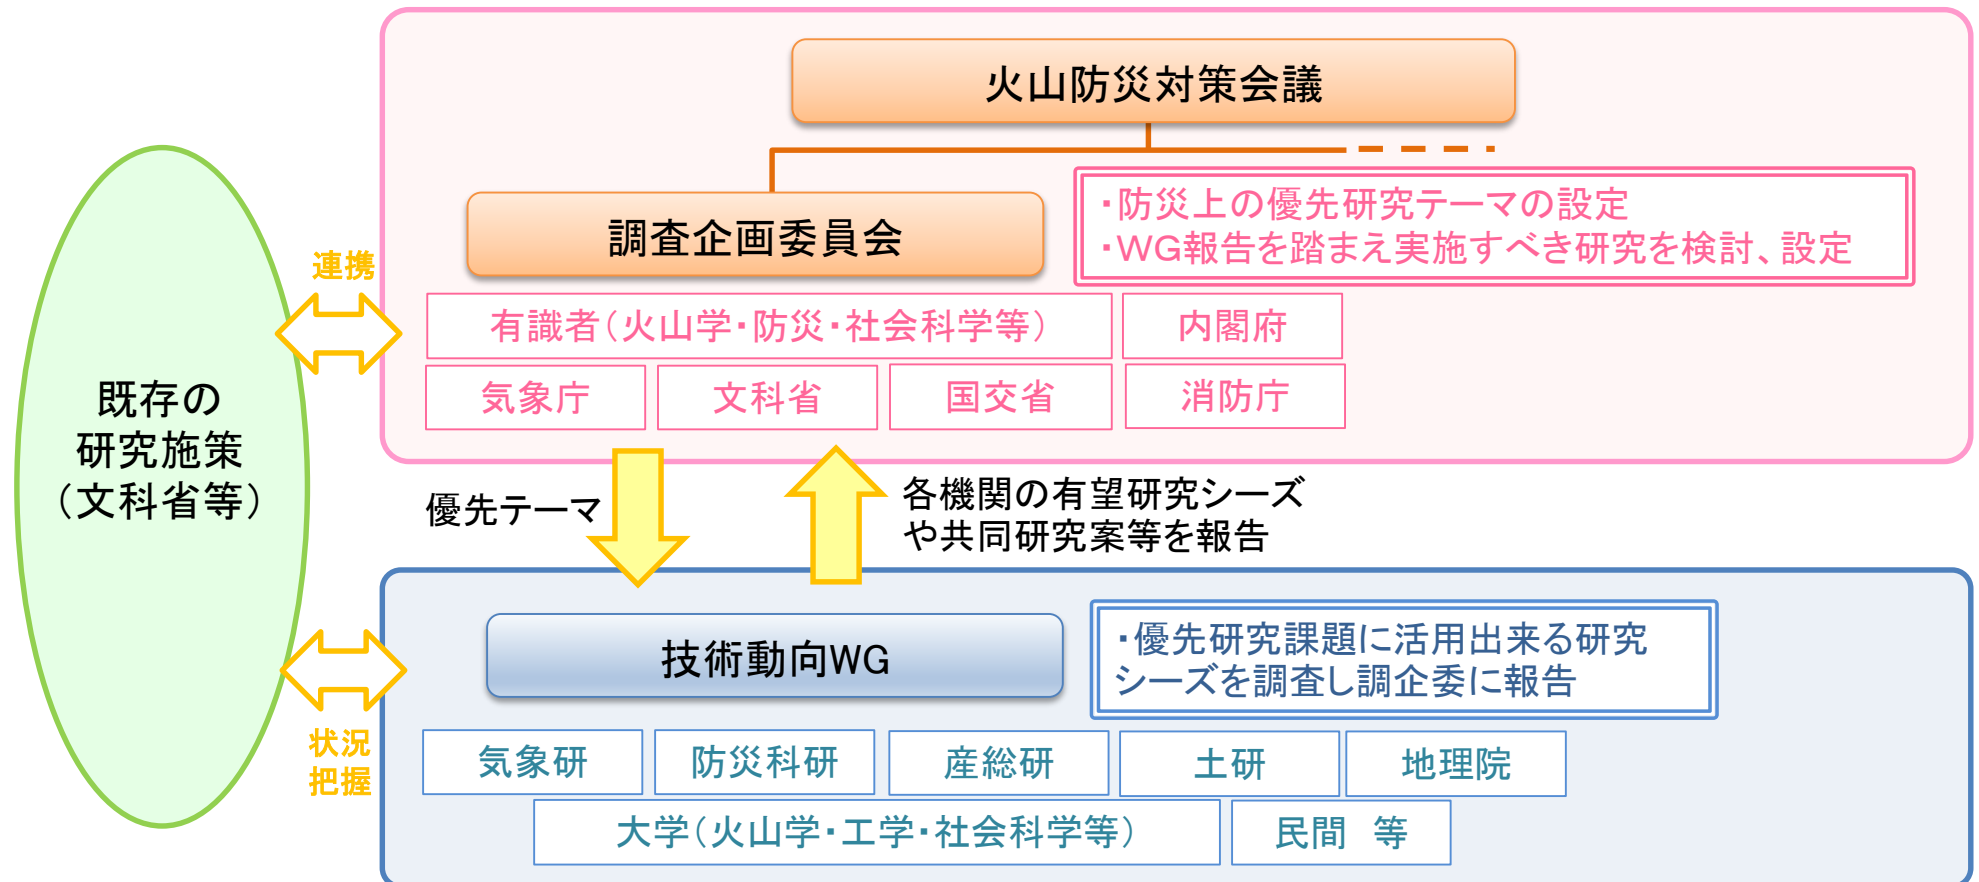 火山防災対策会議
調査企画委員会
・防災上の優先研究テーマの設定
・WG報告を踏まえ実施すべき研究を検討、設定
連携
有識者（火山学・防災・社会科学等）
内閣府
気象庁
文科省
国交省
消防庁
既存の
研究施策
（文科省等）
優先テーマ
各機関の有望研究シーズ
や共同研究案等を報告
技術動向WG
・優先研究課題に活用出来る研究
シーズを調査し調企委に報告
状況
把握
気象研
防災科研
産総研
土研
地理院
大学（火山学・工学・社会科学等）
民間　等